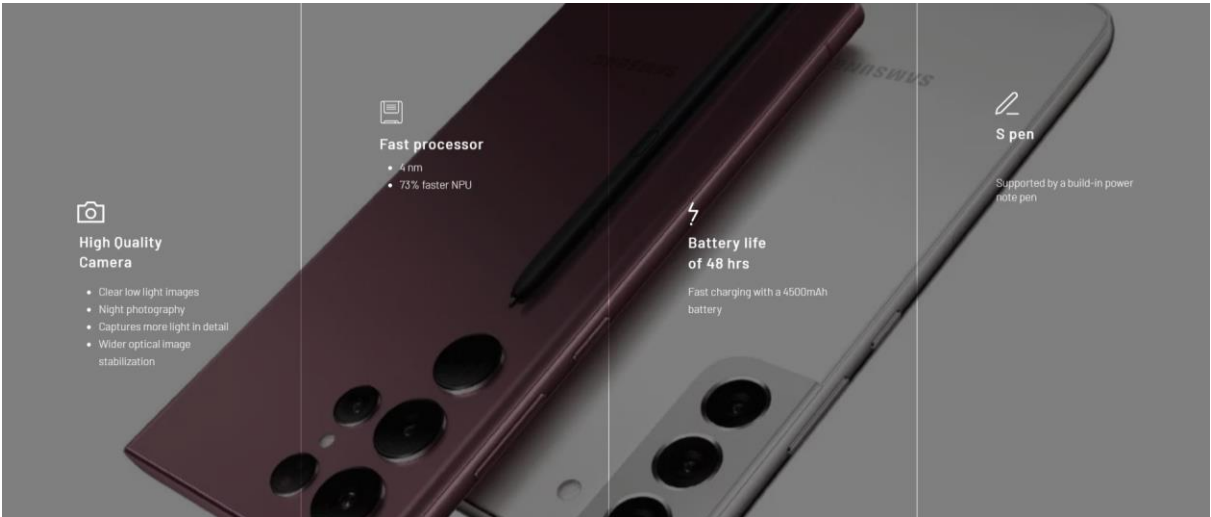 High Quality
Camera
Clear low light images
Night photography
Captures more light in detail
Wider optical image
stabilization
Fast processor
4 nm
73% faster NPU
Battery life
of 48 hrs
Fast charging with a 4500mAh
battery
S pen
Supported by a build-in power
note pen
SAMSUNG
SAMSUNG